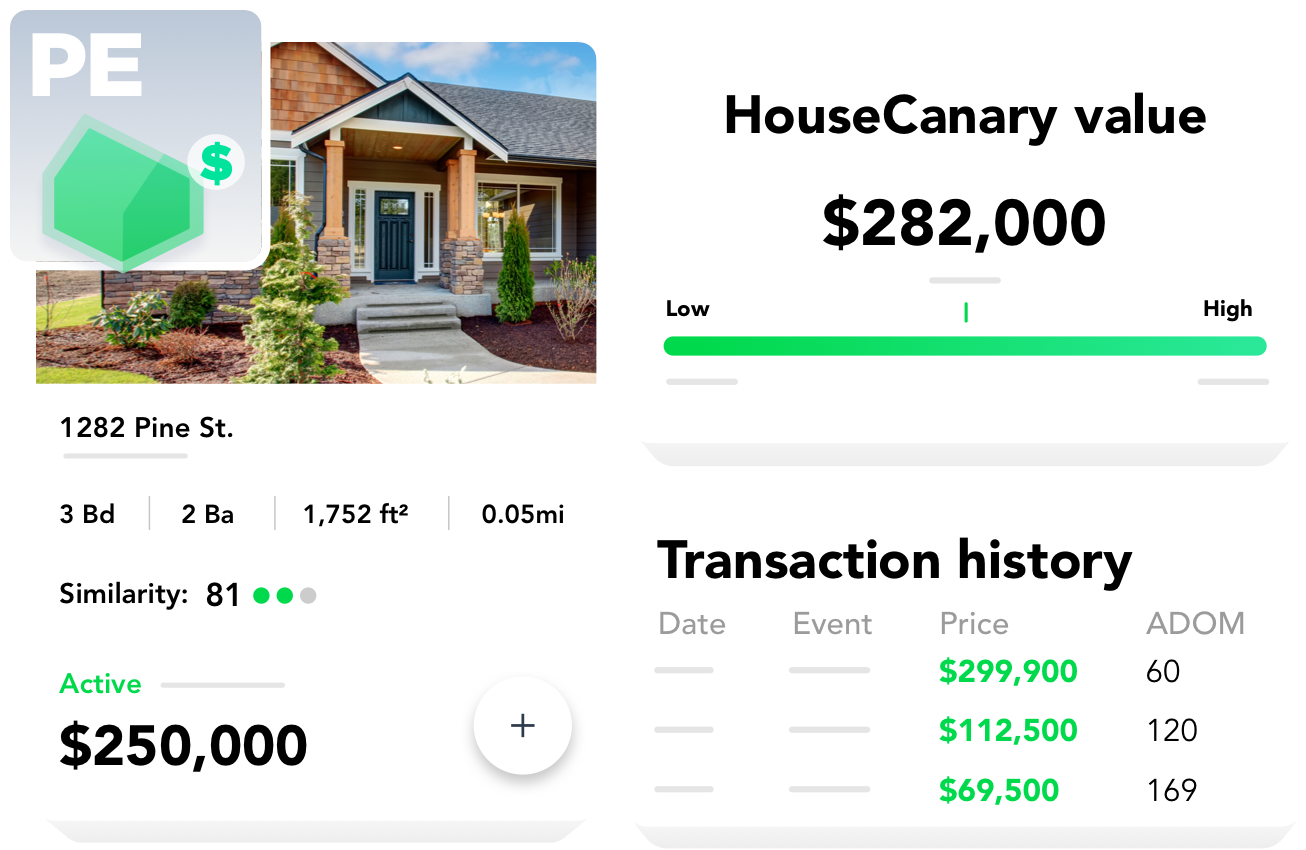 PE
$
1282 Pine St.
3 Bd 2 Ba 1,752 ft² 0.05mi
Similarity: 81
Active
$250,000
+
HouseCanary value
$282,000
Low High
Transaction history
Date Event Price ADOM
$299,900 60
$112,500 120
$69,500 169